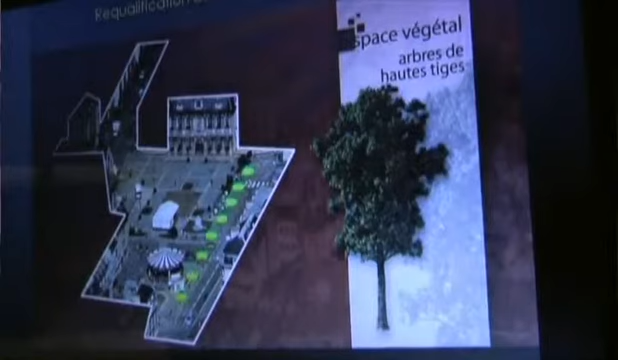 Requalification
space végétal
arbres de
hautes tiges